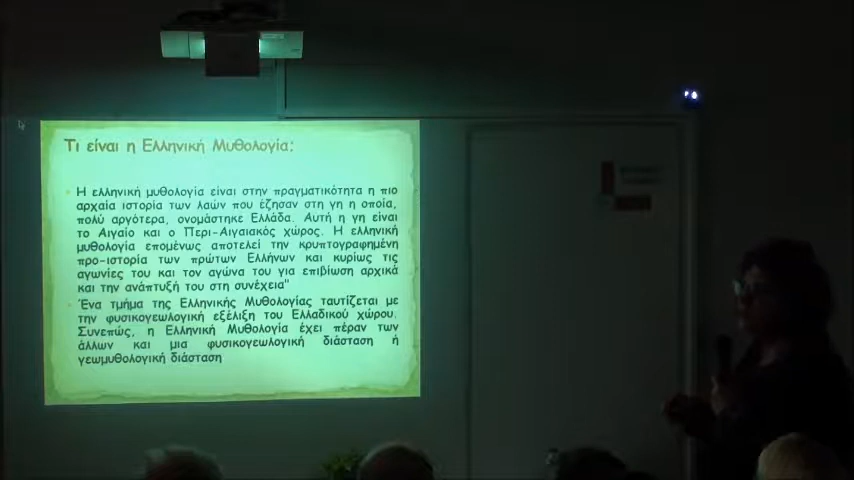 Τι είναι η Ελληνική Μυθολογία;
Η ελληνική μυθολογία είναι στην πραγματικότητα η πιο
αρχαία ιστορία των λαών που έζησαν στη γη η οποία,
πολύ αργότερα, ονομάστηκε Ελλάδα. Αυτή η γη είναι
το Αιγαίο και ο Περι-Αιγαιακός χώρος. Η ελληνική
μυθολογία επομένως αποτελεί την κρυπτογραφημένη
προ-ιστορία των πρώτων Ελλήνων και κυρίως τις
αγωνίες του και τον αγώνα του για επιβίωση αρχικά
και την ανάπτυξή του στη συνέχεια"
Ένα τμήμα της Ελληνικής Μυθολογίας ταυτίζεται με
την φυσικογεωλογική εξέλιξη του Ελλαδικού χώρου.
Συνεπώς, η Ελληνική Μυθολογία έχει πέραν των
άλλων και μια φυσικογεωλογική διάσταση ή
γεωμυθολογική διάσταση